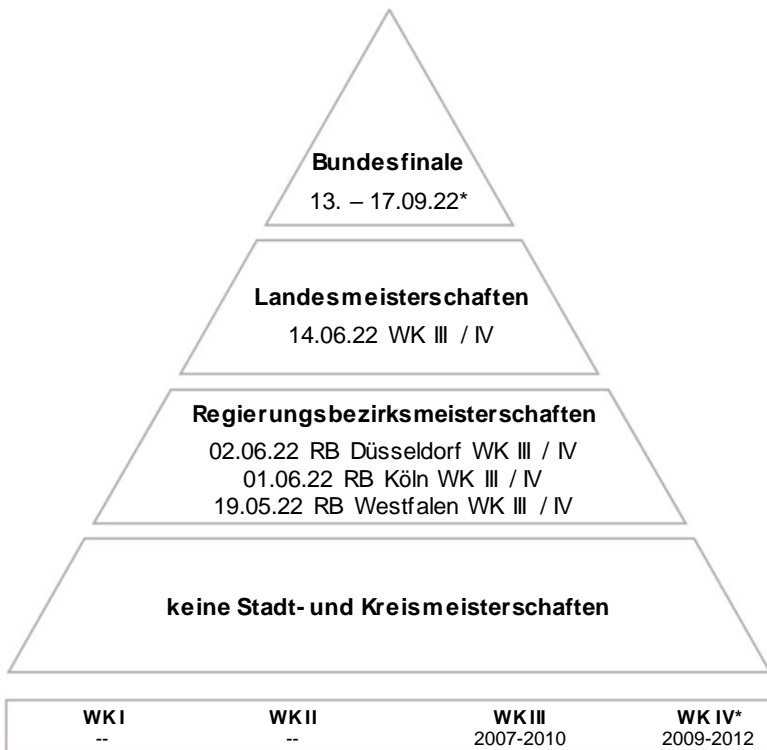 Bundesfinale
13. – 17.09.22*
Landesmeisterschaften
14.06.22 WK III / IV
Regierungsbezirksmeisterschaften
02.06.22 RB Düsseldorf WK III / IV
01.06.22 RB Köln WK III / IV
19.05.22 RB Westfalen WK III / IV
keine Stadt- und Kreismeisterschaften
WK I WK II WK III WK IV*
-- -- 2007-2010 2009-2012